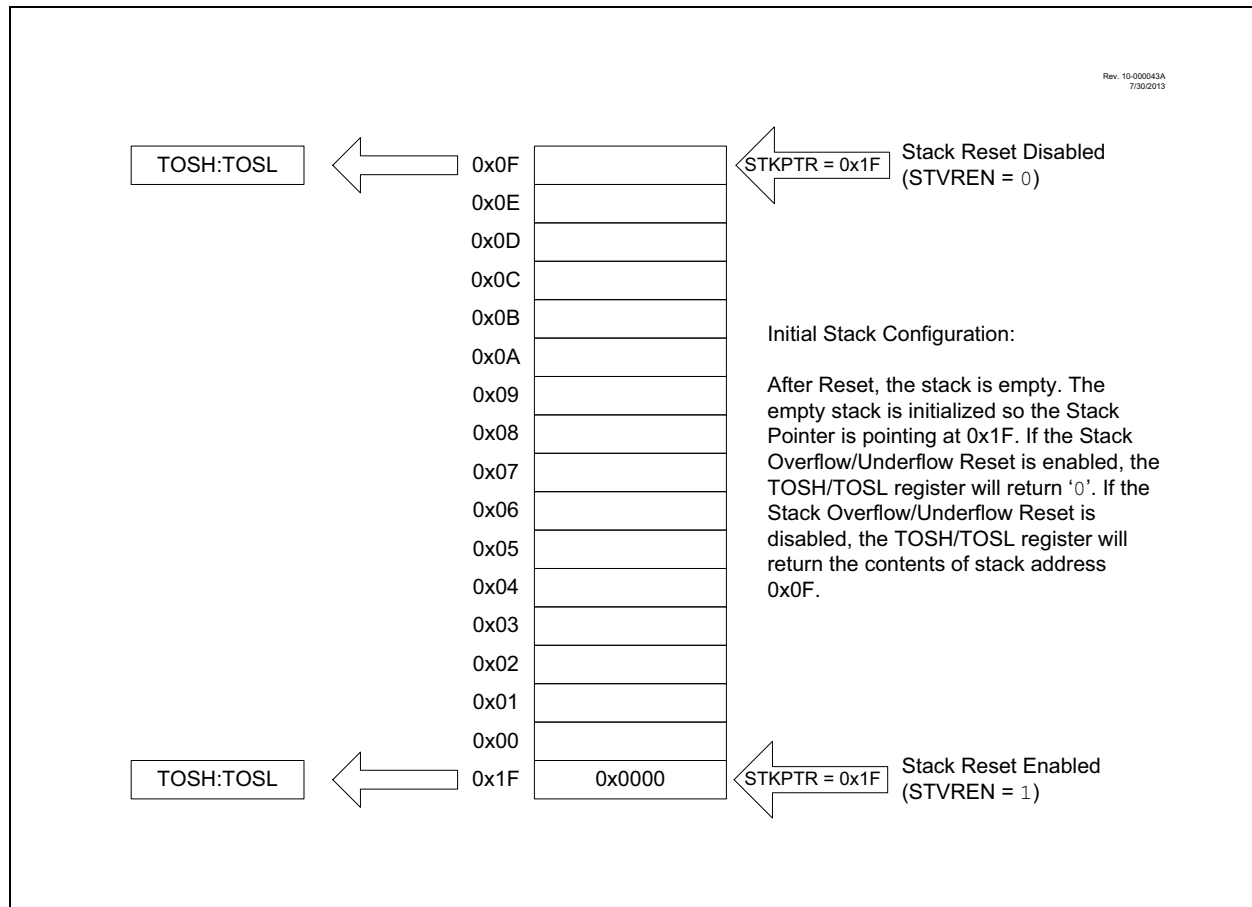 Rev. 10-000043A
7/30/2013
TOSH:TOSL
0x0F
STKPTR = 0x1F
Stack Reset Disabled
(STVREN = 0)
0x0E
0x0D
0x0C
0x0B
0x0A
0x09
0x08
0x07
0x06
0x05
0x04
0x03
0x02
0x01
0x00
Initial Stack Configuration:
After Reset, the stack is empty. The
empty stack is initialized so the Stack
Pointer is pointing at 0x1F. If the Stack
Overflow/Underflow Reset is enabled, the
TOSH/TOSL register will return ‘0’. If the
Stack Overflow/Underflow Reset is
disabled, the TOSH/TOSL register will
return the contents of stack address
0x0F.
TOSH:TOSL
0x1F
0x0000
STKPTR = 0x1F
Stack Reset Enabled
(STVREN = 1)